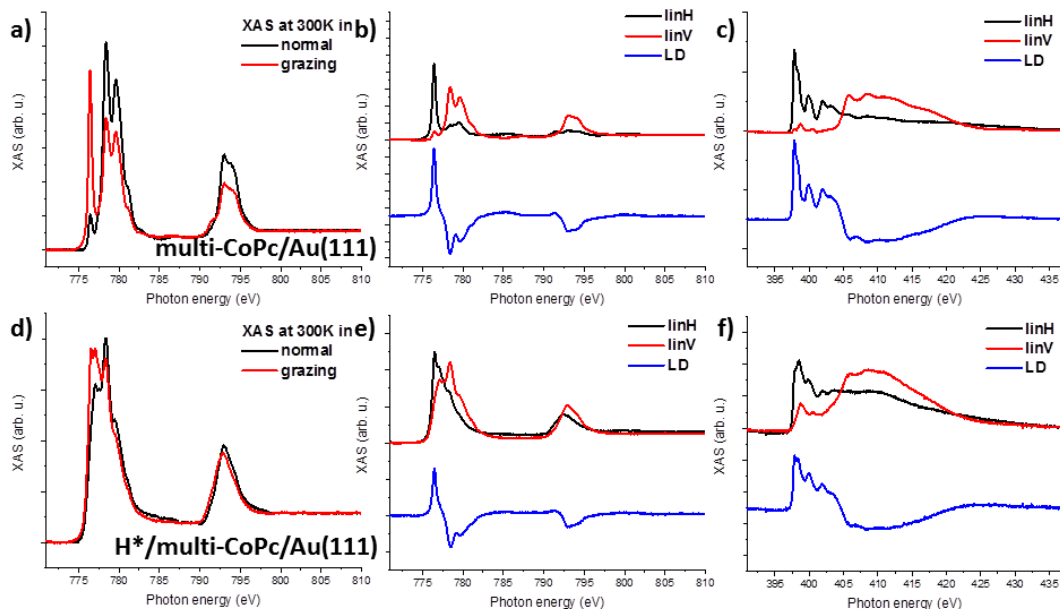 a)
XAS at 300K in
normal
grazing
XAS (arb. u.)
775 780 785 790 795 800 805 810
Photon energy (eV)
multi-CoPc/Au(111)
b)
linH
linV
LD
XAS (arb. u.)
775 780 785 790 795 800 805 810
Photon energy (eV)
c)
linH
linV
LD
XAS (arb. u.)
395 400 405 410 415 420 425 430 435
Photon energy (eV)
d)
XAS at 300K in
normal
grazing
XAS (arb. u.)
775 780 785 790 795 800 805 810
Photon energy (eV)
H*/multi-CoPc/Au(111)
e)
linH
linV
LD
XAS (arb. u.)
775 780 785 790 795 800 805 810
Photon energy (eV)
f)
linH
linV
LD
XAS (arb. u.)
395 400 405 410 415 420 425 430 435
Photon energy (eV)